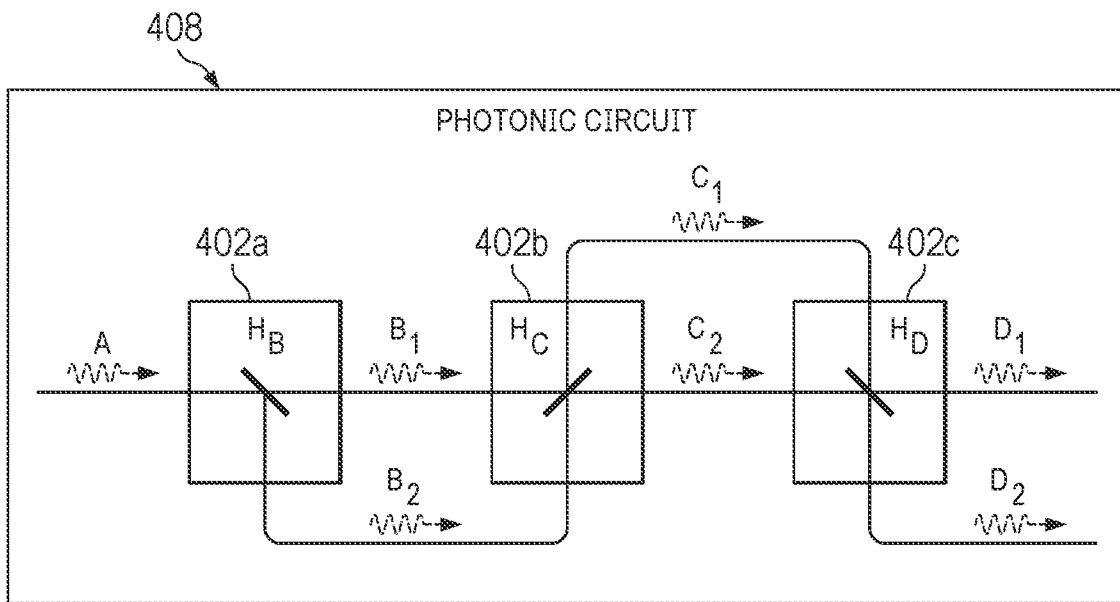 408
PHOTONIC CIRCUIT
C1
402a
402b
402c
HB
HC
HD
A
B1
C2
D1
B2
D2